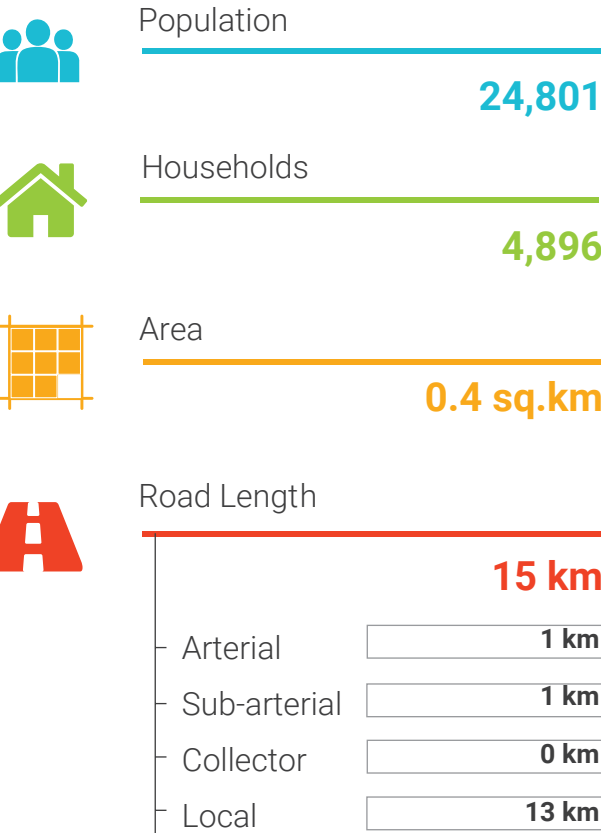 Population
24,801
Households
4,896
Area
0.4 sq.km
Road Length
15 km
Arterial 1 km
Sub-arterial 1 km
Collector 0 km
Local 13 km